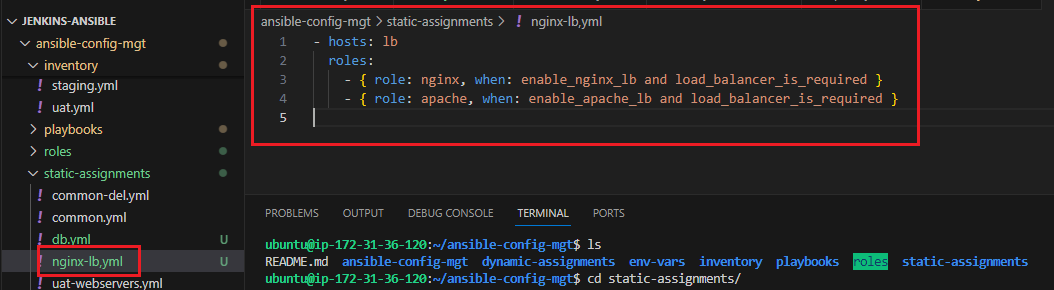 JENKINS-ANSIBLE
ansible-config-mgt
inventory
staging.yml
uat.yml
playbooks
roles
static-assignments
common-del.yml
common.yml
db.yml U
nginx-lb,yml U
uat-webservers.yml
ansible-config-mgt > static-assignments > ! nginx-lb,yml
1 - hosts: lb
2 roles:
3 - { role: nginx, when: enable_nginx_lb and load_balancer_is_required }
4 - { role: apache, when: enable_apache_lb and load_balancer_is_required }
5
PROBLEMS OUTPUT DEBUG CONSOLE TERMINAL PORTS
ubuntu@ip-172-31-36-120:~/ansible-config-mgt$ ls
README.md ansible-config-mgt dynamic-assignments env-vars inventory playbooks roles static-assignments
ubuntu@ip-172-31-36-120:~/ansible-config-mgt$ cd static-assignments/